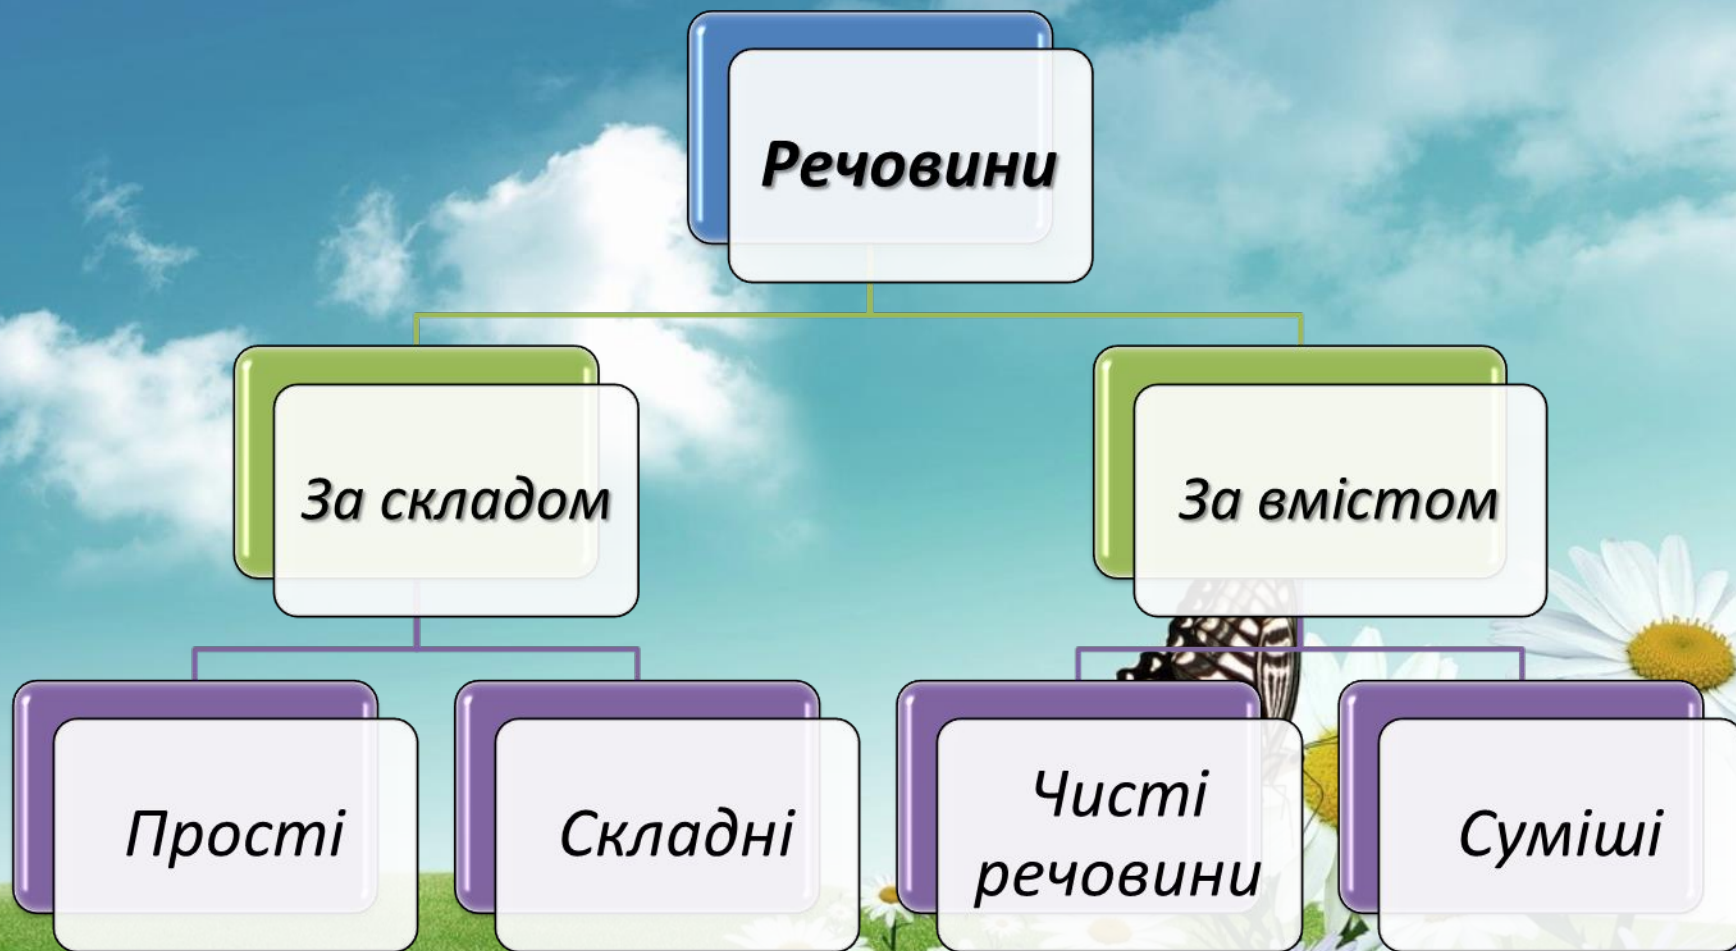 Речовини
За складом
За вмістом
Прості
Складні
Чисті
речовини
Суміші